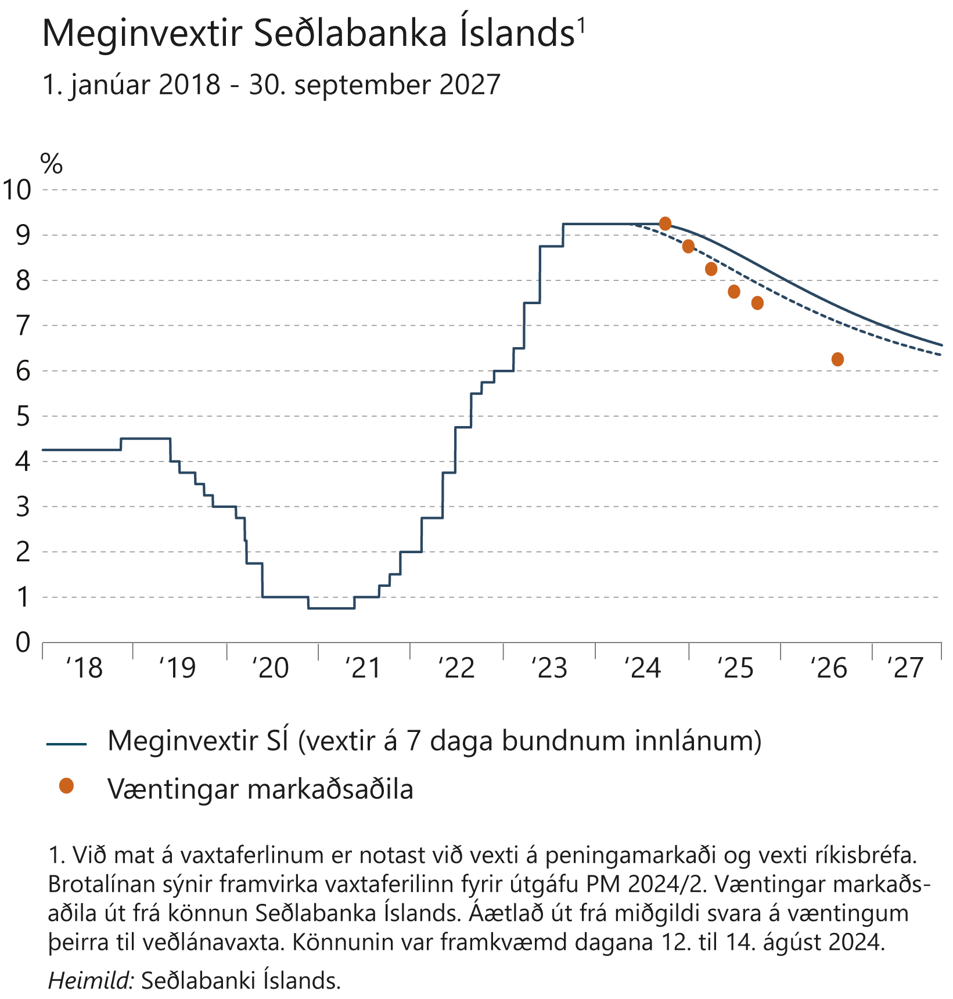 Meginvextir Seðlabanka Íslands¹
1. janúar 2018 - 30. september 2027
%
10
9
8
7
6
5
4
3
2
1
0
‘18 ‘19 ‘20 ‘21 ‘22 ‘23 ‘24 ‘25 ‘26 ‘27
Meginvextir SÍ (vextir á 7 daga bundnum innlánum)
Væntingar markaðsaðila
1. Við mat á vaxtaferlinum er notast við vexti á peningamarkaði og vexti ríkisbréfa.
Brotalínan sýnir framvirka vaxtaferilinn fyrir útgáfu PM 2024/2. Væntingar markaðs-
aðila út frá könnun Seðlabanka Íslands. Áætlað út frá miðgildi svara á væntingum
þeirra til veðlánavaxta. Könnunin var framkvæmd dagana 12. til 14. ágúst 2024.
Heimild: Seðlabanki Íslands.